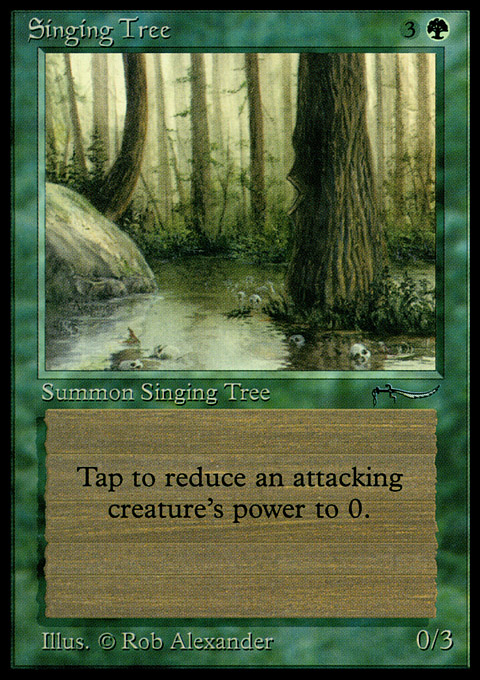 Singing Tree 3
Summon Singing Tree
Tap to reduce an attacking
creature's power to 0.
Illus. © Rob Alexander 0/3